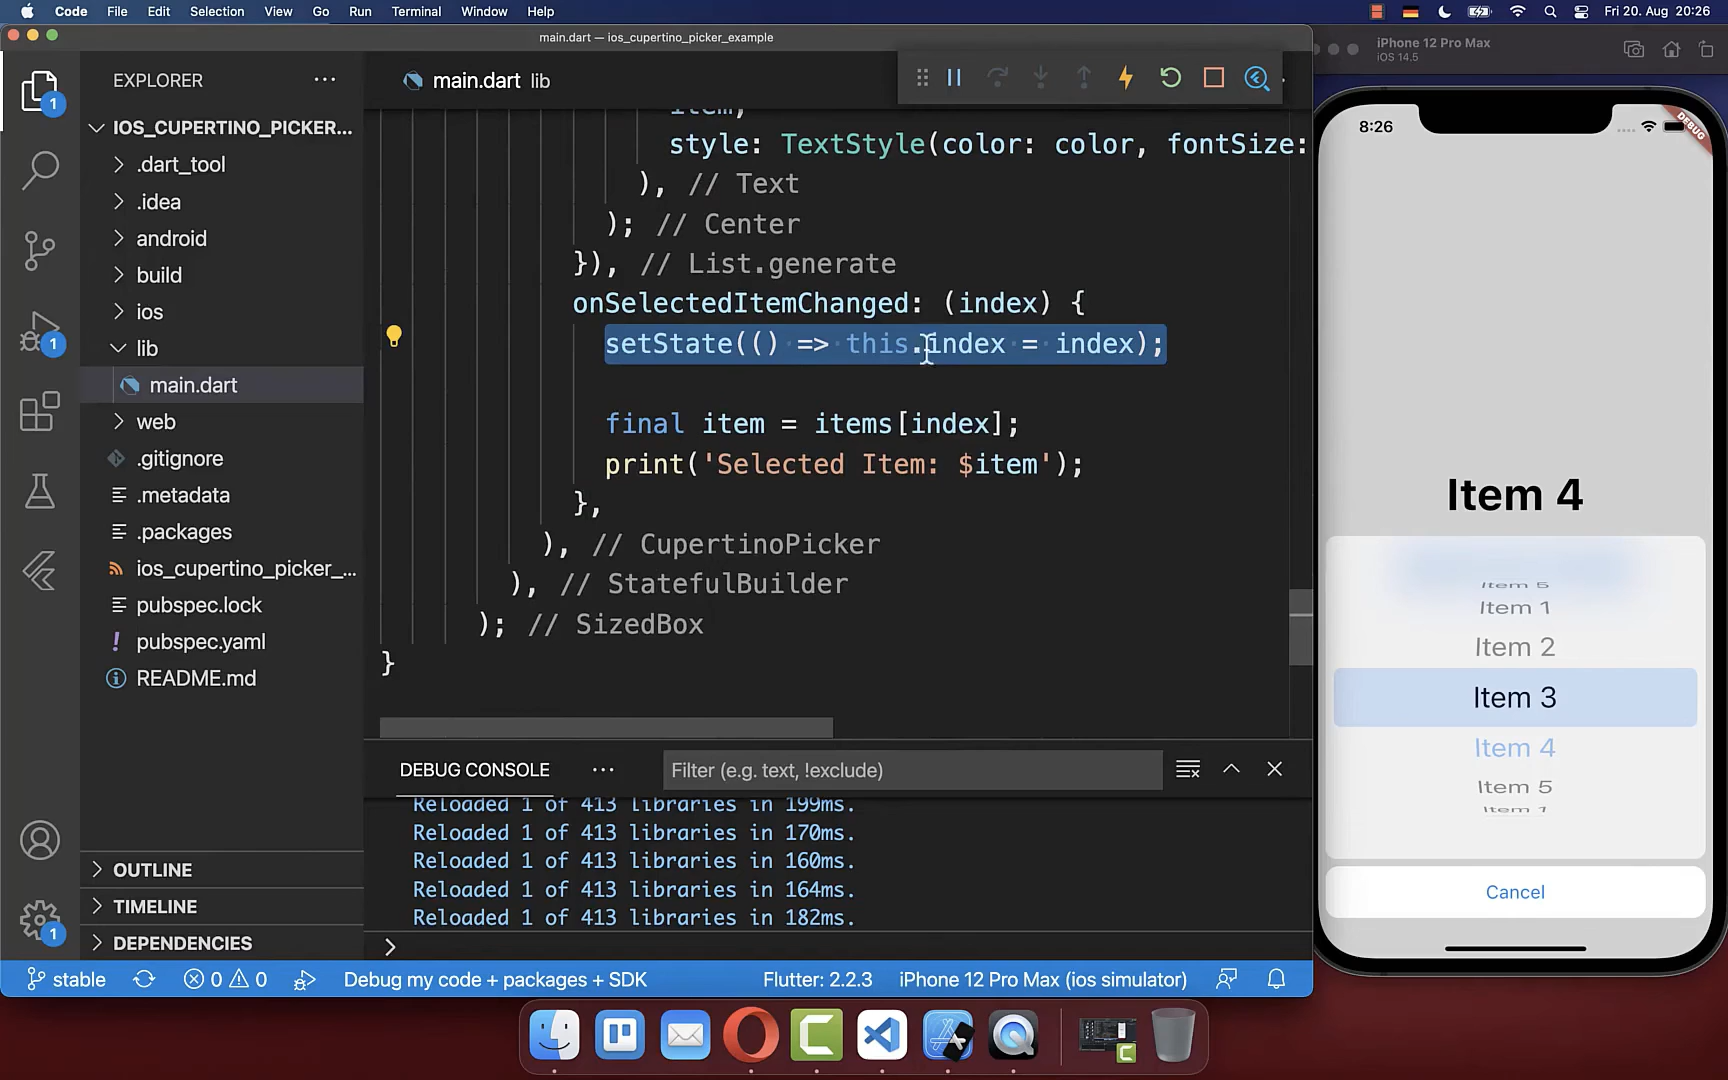 Code File Edit Selection View Go Run Terminal Window Help
Fri 20. Aug 20:26
main.dart — ios_cupertino_picker_example
EXPLORER
IOS_CUPERTINO_PICKER...
.dart_tool
.idea
android
build
ios
lib
main.dart
web
.gitignore
.metadata
.packages
ios_cupertino_picker_...
pubspec.lock
pubspec.yaml
README.md
OUTLINE
TIMELINE
DEPENDENCIES
1
1
1
main.dart lib
item,
style: TextStyle(color: color, fontSize:
), // Text
); // Center
}), // List.generate
onSelectedItemChanged: (index) {
setState(() => this.index = index);
final item = items[index];
print('Selected Item: $item');
},
), // CupertinoPicker
), // StatefulBuilder
); // SizedBox
}
DEBUG CONSOLE
Filter (e.g. text, !exclude)
Reloaded 1 of 413 libraries in 199ms.
Reloaded 1 of 413 libraries in 170ms.
Reloaded 1 of 413 libraries in 160ms.
Reloaded 1 of 413 libraries in 164ms.
Reloaded 1 of 413 libraries in 182ms.
stable 0 0 Debug my code + packages + SDK Flutter: 2.2.3 iPhone 12 Pro Max (ios simulator)
iPhone 12 Pro Max
iOS 14.5
8:26
DEBUG
Item 4
Item 5
Item 1
Item 2
Item 3
Item 4
Item 5
Item 1
Cancel